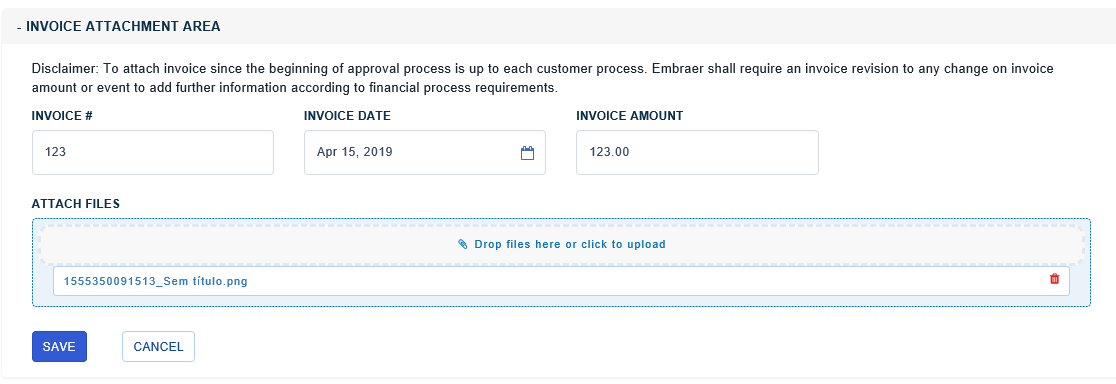 - INVOICE ATTACHMENT AREA
Disclaimer: To attach invoice since the beginning of approval process is up to each customer process. Embraer shall require an invoice revision to any change on invoice
amount or event to add further information according to financial process requirements.
INVOICE # INVOICE DATE INVOICE AMOUNT
123 Apr 15, 2019 123.00
ATTACH FILES
Drop files here or click to upload
1555350091513_Sem título.png
SAVE CANCEL